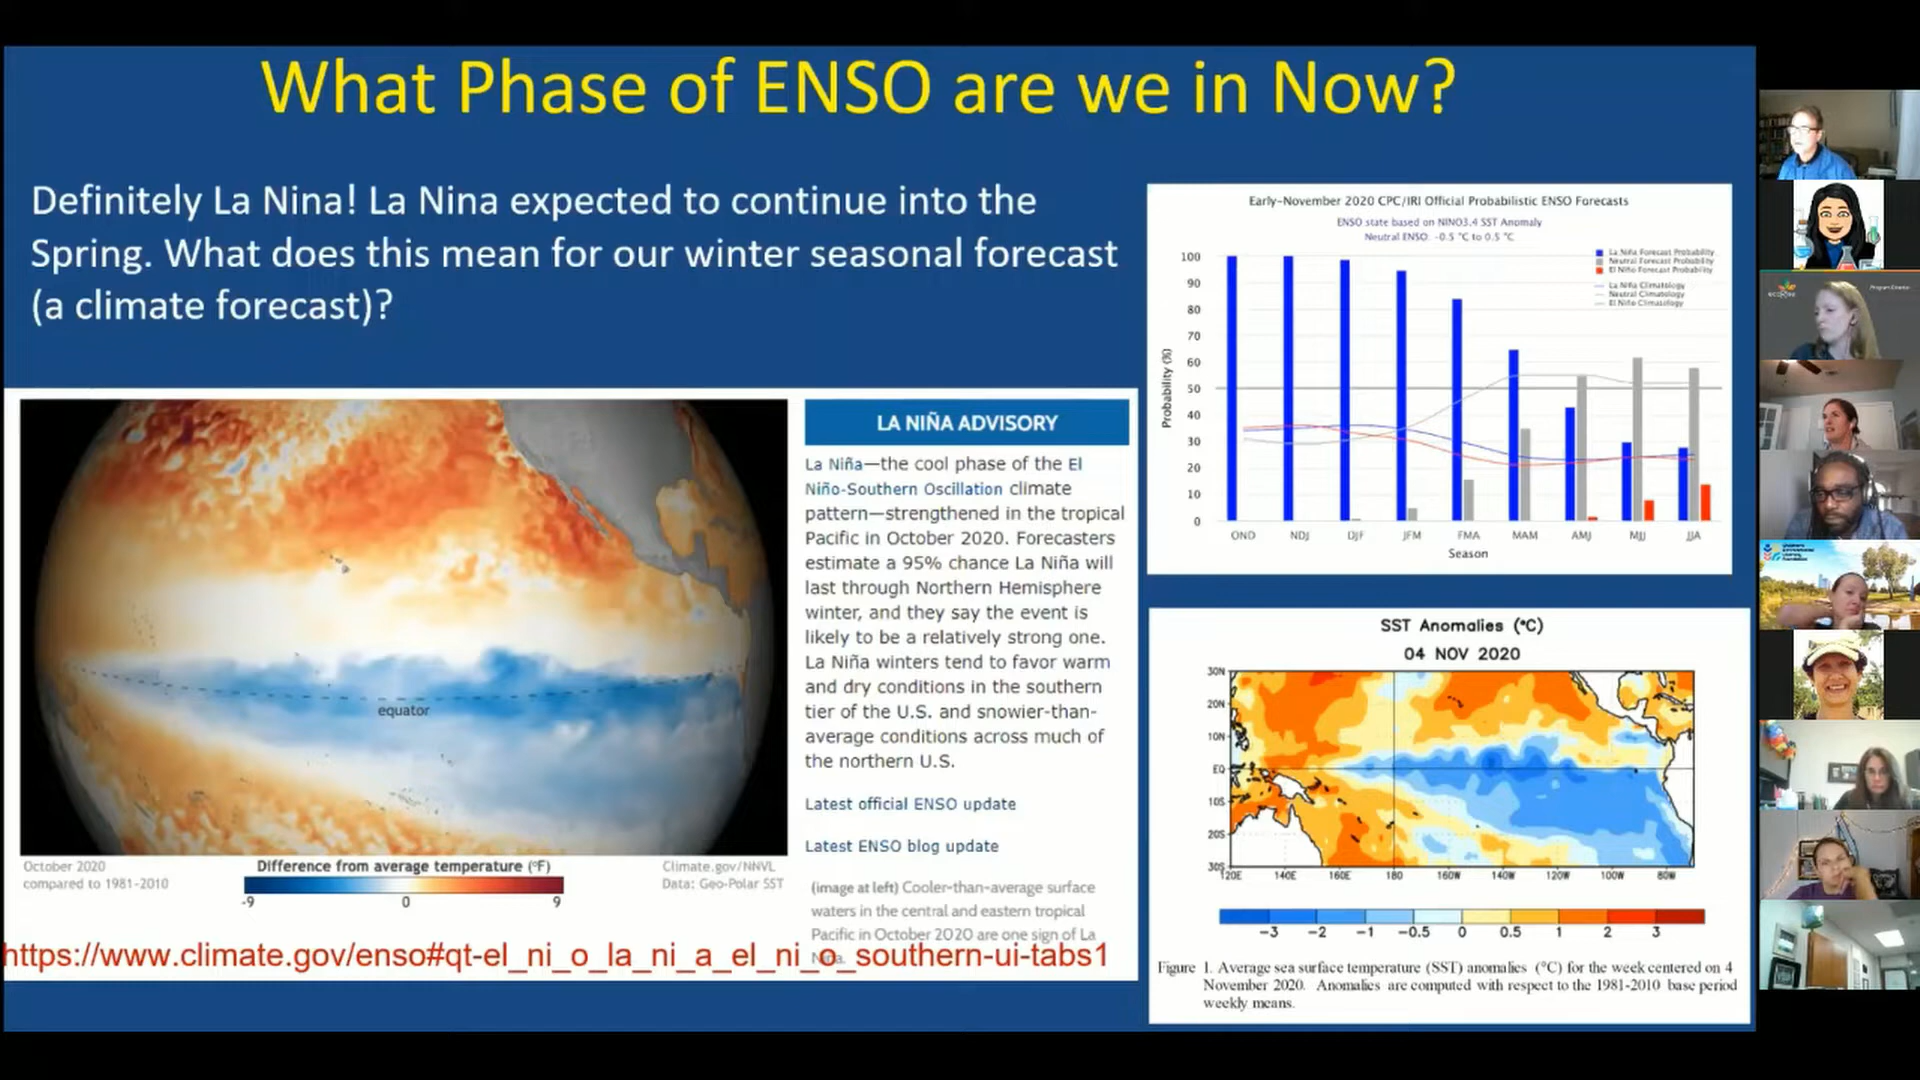 What Phase of ENSO are we in Now?
Definitely La Nina! La Nina expected to continue into the
Spring. What does this mean for our winter seasonal forecast
(a climate forecast)?
equator
October 2020
compared to 1981-2010
Difference from average temperature (°F)
-9 0 9
Climate.gov/NNVL
Data: Geo-Polar SST
LA NIÑA ADVISORY
La Niña—the cool phase of the El
Niño-Southern Oscillation climate
pattern—strengthened in the tropical
Pacific in October 2020. Forecasters
estimate a 95% chance La Niña will
last through Northern Hemisphere
winter, and they say the event is
likely to be a relatively strong one.
La Niña winters tend to favor warm
and dry conditions in the southern
tier of the U.S. and snowier-than-
average conditions across much of
the northern U.S.
Latest official ENSO update
Latest ENSO blog update
(image at left) Cooler-than-average surface
waters in the central and eastern tropical
Pacific in October 2020 are one sign of La
Niña.
https://www.climate.gov/enso#qt-el_ni_o_la_ni_a_el_ni_o_southern-ui-tabs1
Early-November 2020 CPC/IRI Official Probabilistic ENSO Forecasts
ENSO state based on NINO3.4 SST Anomaly
Neutral ENSO: -0.5 °C to 0.5 °C
La Niña Forecast Probability
Neutral Forecast Probability
El Niño Forecast Probability
La Niña Climatology
Neutral Climatology
El Niño Climatology
Probability (%)
100
90
80
70
60
50
40
30
20
10
0
OND NDJ DJF JFM FMA MAM AMJ MJJ JJA
Season
SST Anomalies (°C)
04 NOV 2020
30N
20N
10N
EQ
10S
20S
30S
120E 140E 160E 180 160W 140W 120W 100W 80W
-3 -2 -1 -0.5 0 0.5 1 2 3
Figure 1. Average sea surface temperature (SST) anomalies (°C) for the week centered on 4
November 2020. Anomalies are computed with respect to the 1981-2010 base period
weekly means.